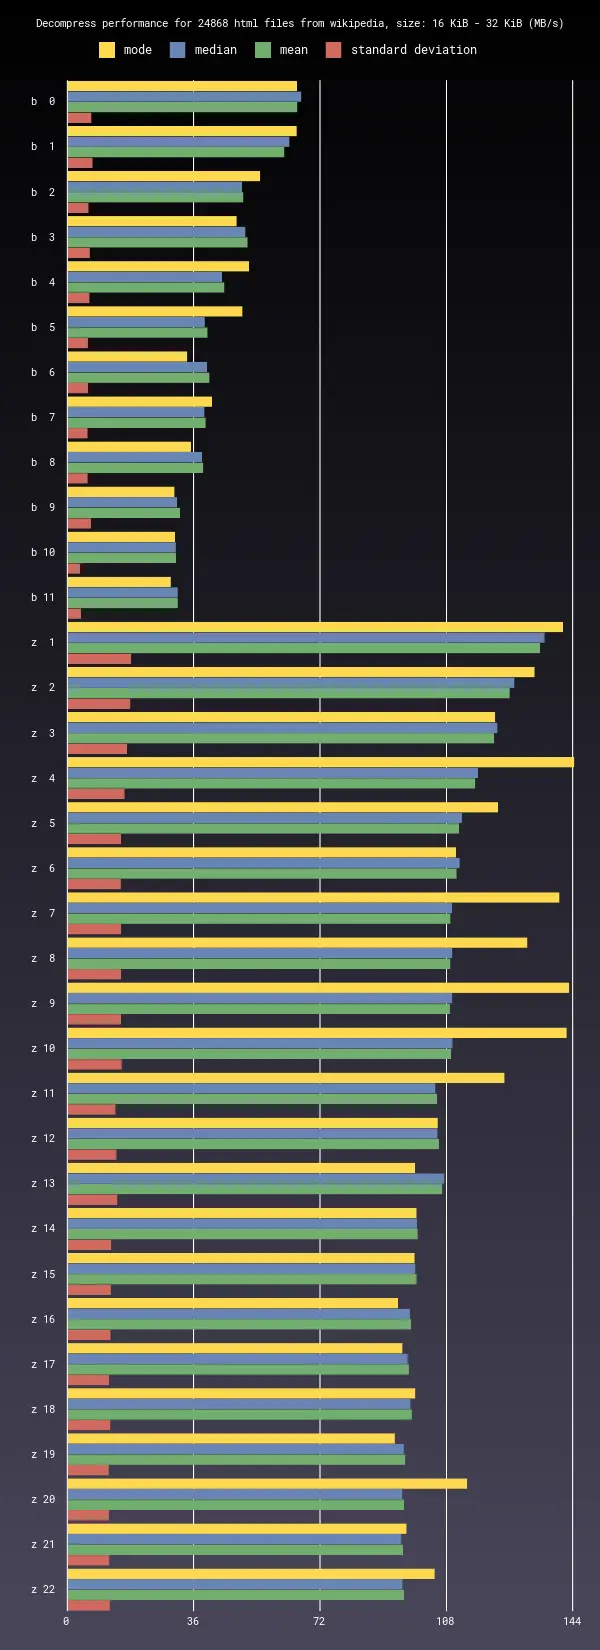 Decompress performance for 24868 html files from wikipedia, size: 16 KiB - 32 KiB (MB/s)
mode median mean standard deviation
b 0
b 1
b 2
b 3
b 4
b 5
b 6
b 7
b 8
b 9
b 10
b 11
z 1
z 2
z 3
z 4
z 5
z 6
z 7
z 8
z 9
z 10
z 11
z 12
z 13
z 14
z 15
z 16
z 17
z 18
z 19
z 20
z 21
z 22
0 36 72 108 144